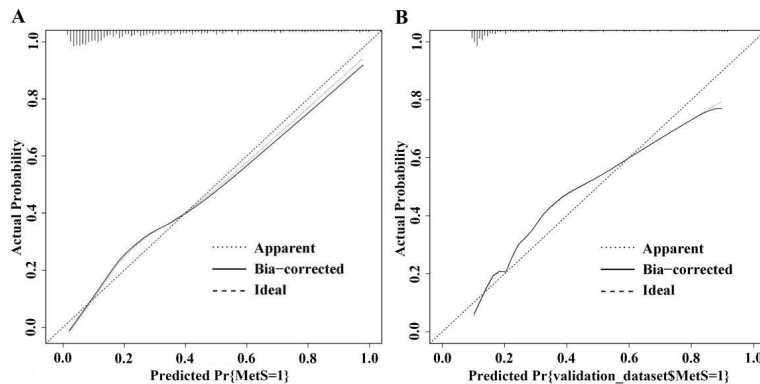 A
Actual Probability
1.0
0.8
0.6
0.4
0.2
0.0
Apparent
Bia-corrected
Ideal
0.0 0.2 0.4 0.6 0.8 1.0
Predicted Pr{MetS=1}
B
Actual Probability
1.0
0.8
0.6
0.4
0.2
0.0
Apparent
Bia-corrected
Ideal
0.0 0.2 0.4 0.6 0.8 1.0
Predicted Pr{validation_dataset$MetS=1}